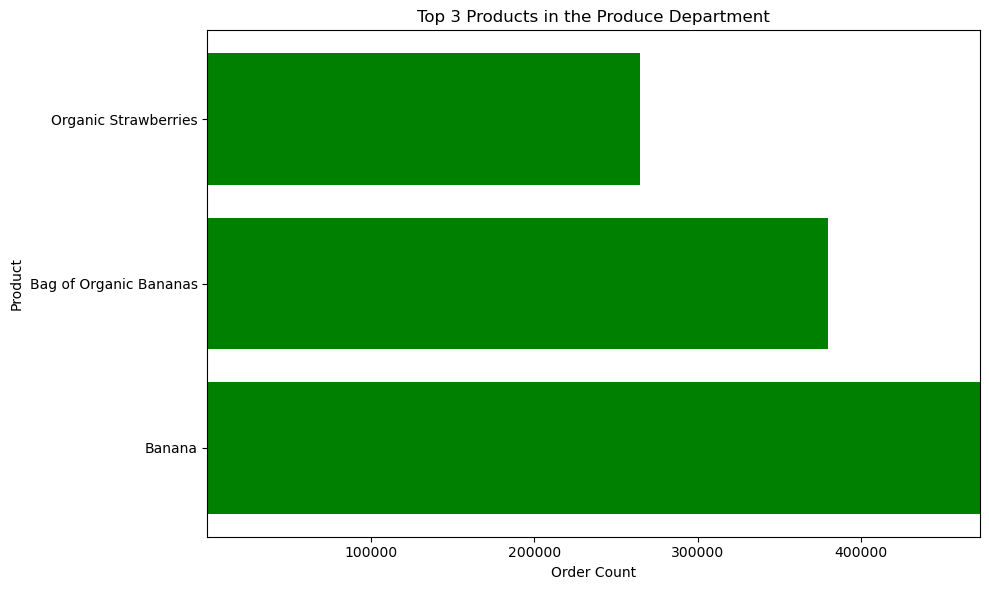 Top 3 Products in the Produce Department
Organic Strawberries
Bag of Organic Bananas
Banana
Product
100000
200000
300000
400000
Order Count